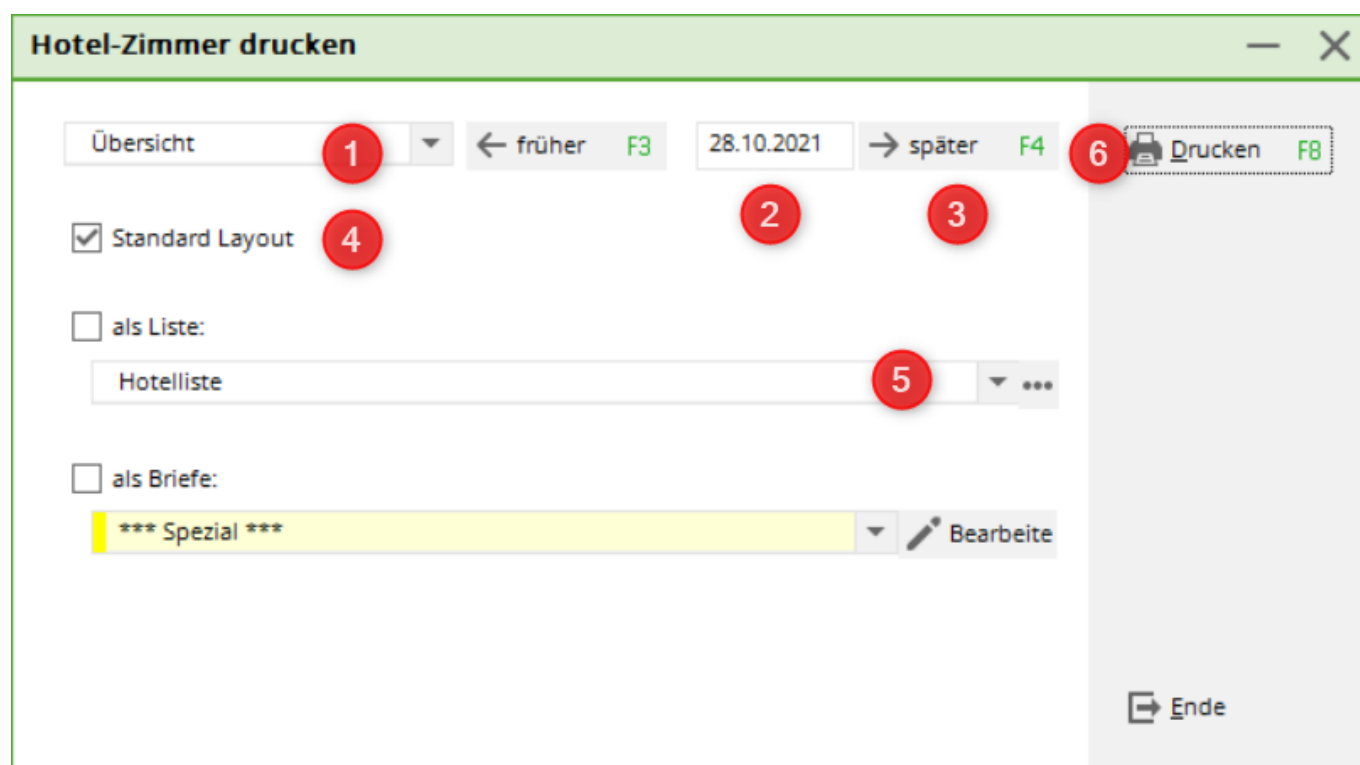 Hotel-Zimmer drucken
Übersicht 1 früher F3 28.10.2021 später F4 6 Drucken F8
2 3
Standard Layout 4
als Liste:
Hotelliste 5
als Briefe:
*** Spezial *** Bearbeite
Ende